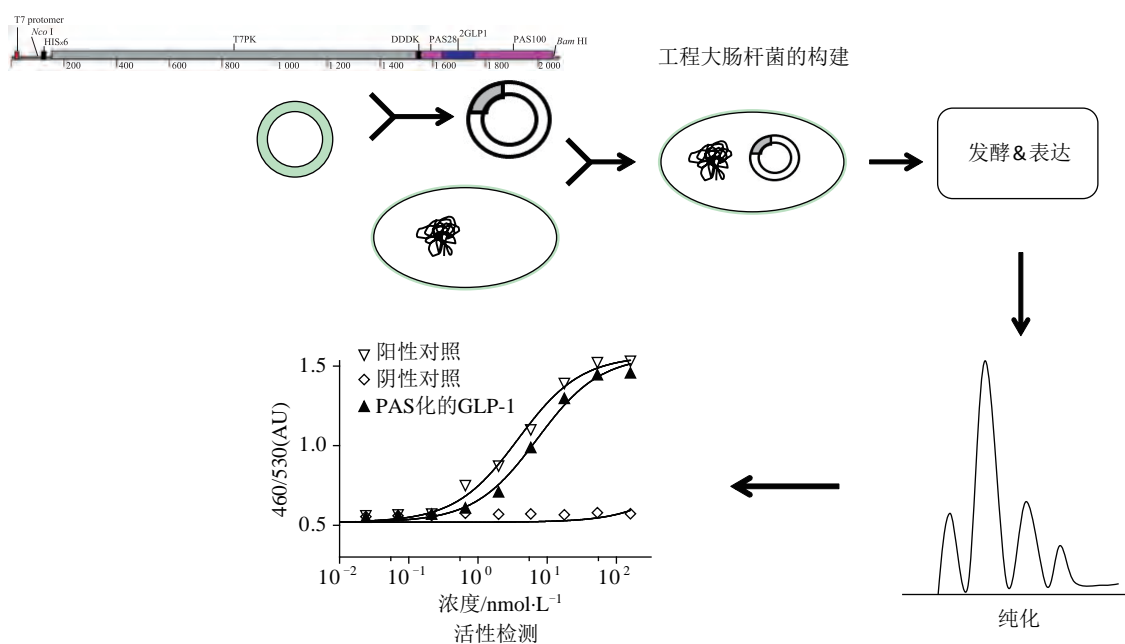 T7 protomer
Nco I
HISx6
T7PK
DDDK
PAS28
2GLP1
PAS100
Bam HI
200
400
600
800
1 000
1 200
1 400
1 600
1 800
2 000
工程大肠杆菌的构建
发酵&表达
阳性对照
阴性对照
PAS化的GLP-1
460/530(AU)
1.5
1.0
0.5
10⁻²
10⁻¹
10⁰
10¹
10²
浓度/nmol·L⁻¹
活性检测
纯化